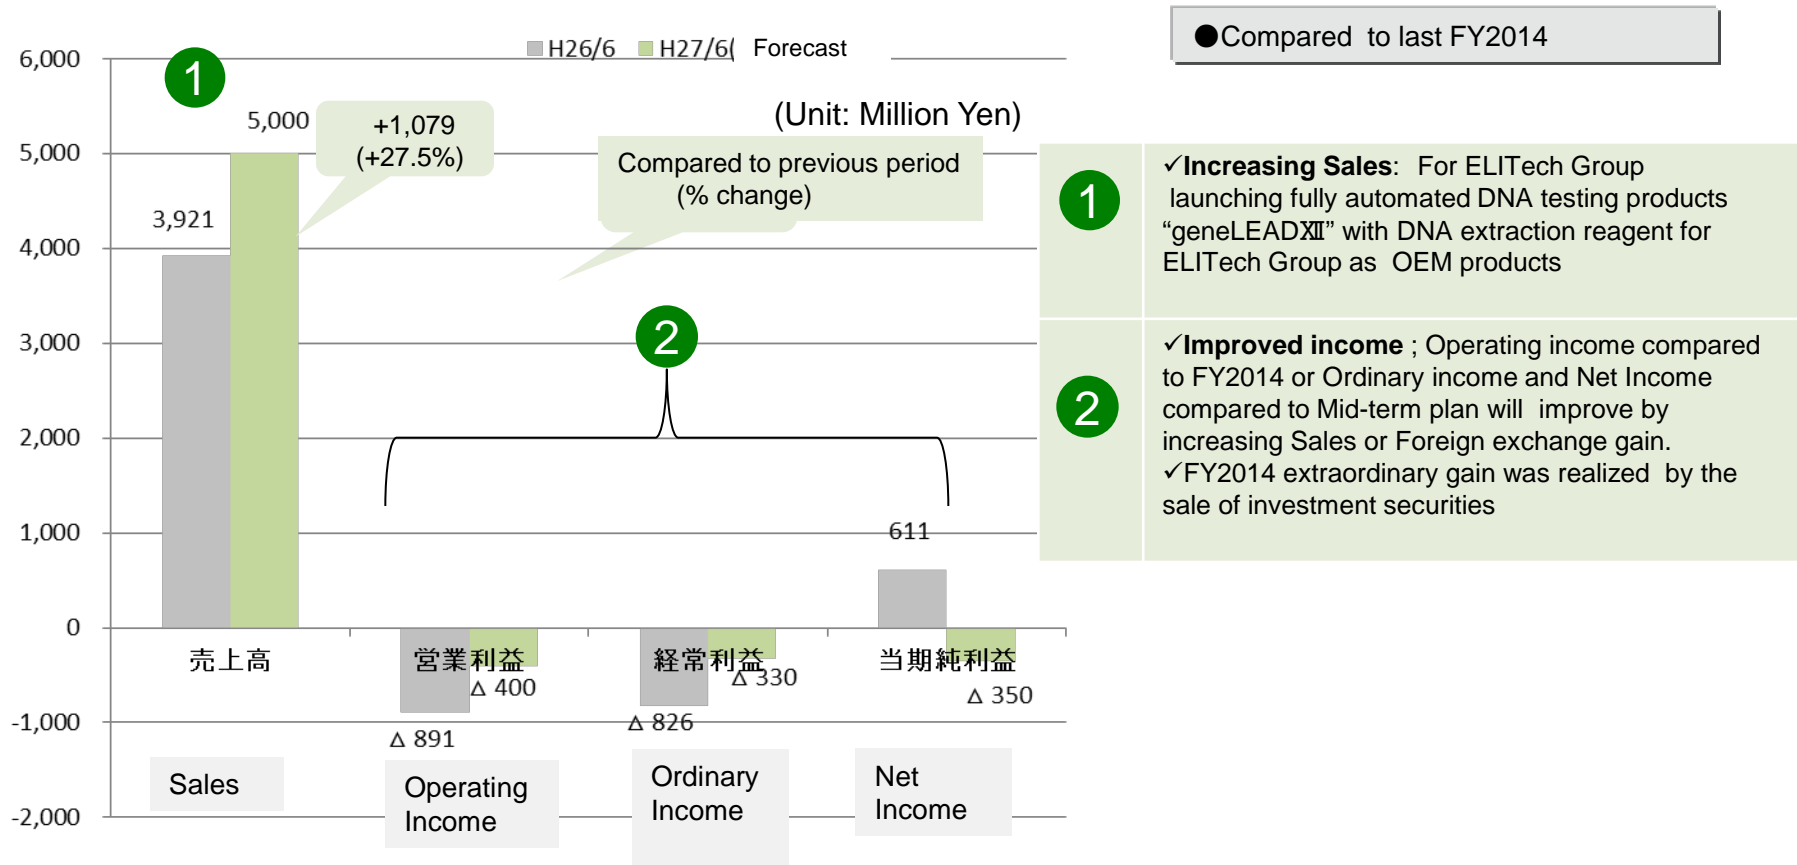 ●Compared to last FY2014
H26/6 H27/6( Forecast
(Unit: Million Yen)
6,000
5,000
4,000
3,000
2,000
1,000
0
-1,000
-2,000
1
3,921
5,000
+1,079
(+27.5%)
Compared to previous period
(% change)
2
611
売上高
営業利益
経常利益
当期純利益
Δ 400
Δ 330
Δ 350
Δ 891
Δ 826
Sales
Operating
Income
Ordinary
Income
Net
Income
1
✓Increasing Sales: For ELITech Group
launching fully automated DNA testing products
“geneLEADⅫ” with DNA extraction reagent for
ELITech Group as OEM products
2
✓Improved income ; Operating income compared
to FY2014 or Ordinary income and Net Income
compared to Mid-term plan will improve by
increasing Sales or Foreign exchange gain.
✓FY2014 extraordinary gain was realized by the
sale of investment securities